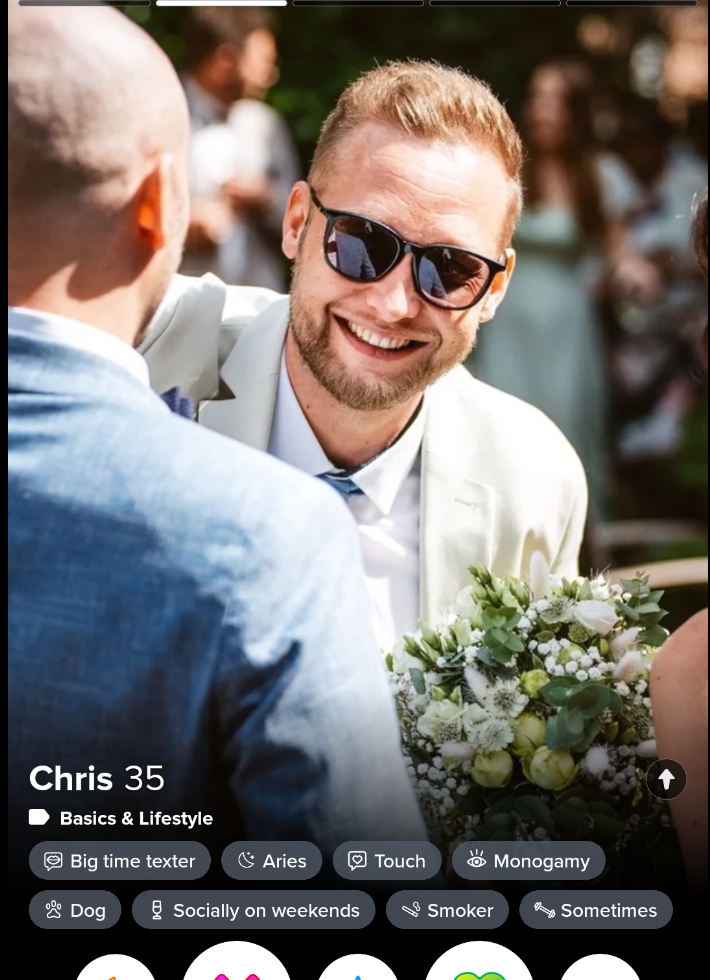 Chris 35
Basics & Lifestyle
Big time texter Aries Touch Monogamy
Dog Socially on weekends Smoker Sometimes